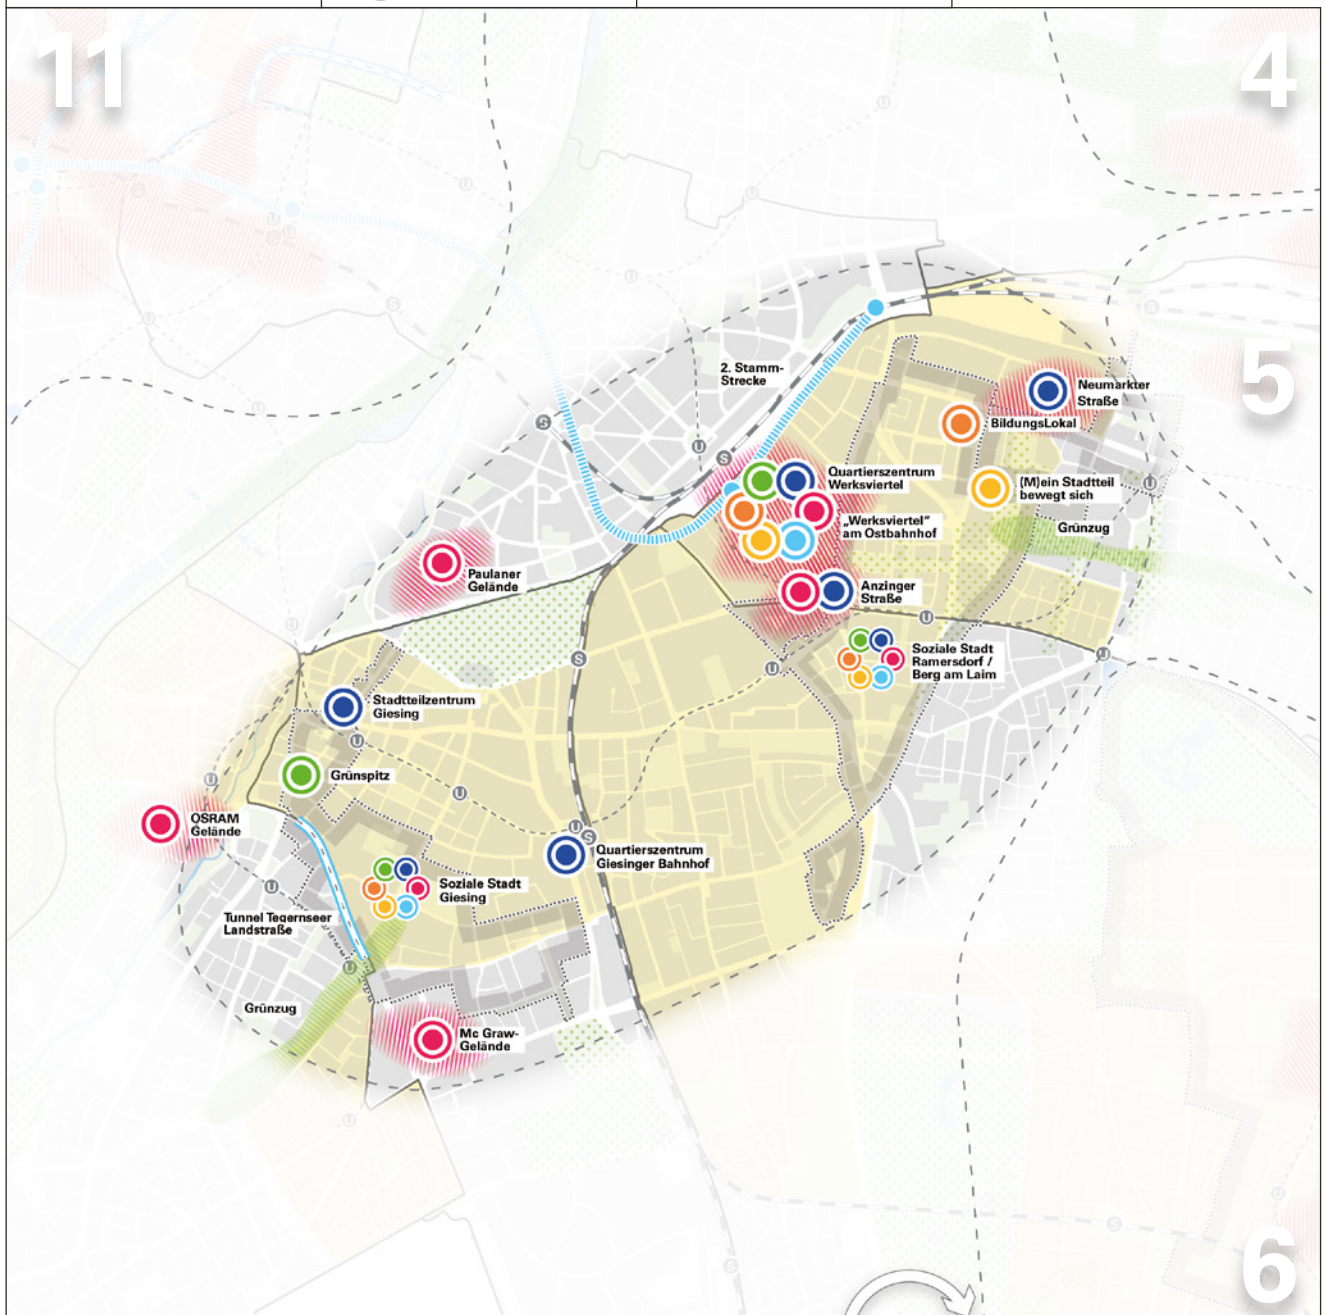 11
4
2. Stamm-
Strecke
5
Neumarkter
Straße
BildungsLokal
Quartierszentrum
Werksviertel
(M)ein Stadtteil
bewegt sich
„Werksviertel“
am Ostbahnhof
Grünzug
Paulaner
Gelände
Anzinger
Straße
Soziale Stadt
Ramersdorf /
Berg am Laim
Stadtteilzentrum
Giesing
Grünspitz
OSRAM
Gelände
Quartierszentrum
Giesinger Bahnhof
Soziale Stadt
Giesing
Tunnel Tegernseer
Landstraße
Grünzug
Mc Graw-
Gelände
6